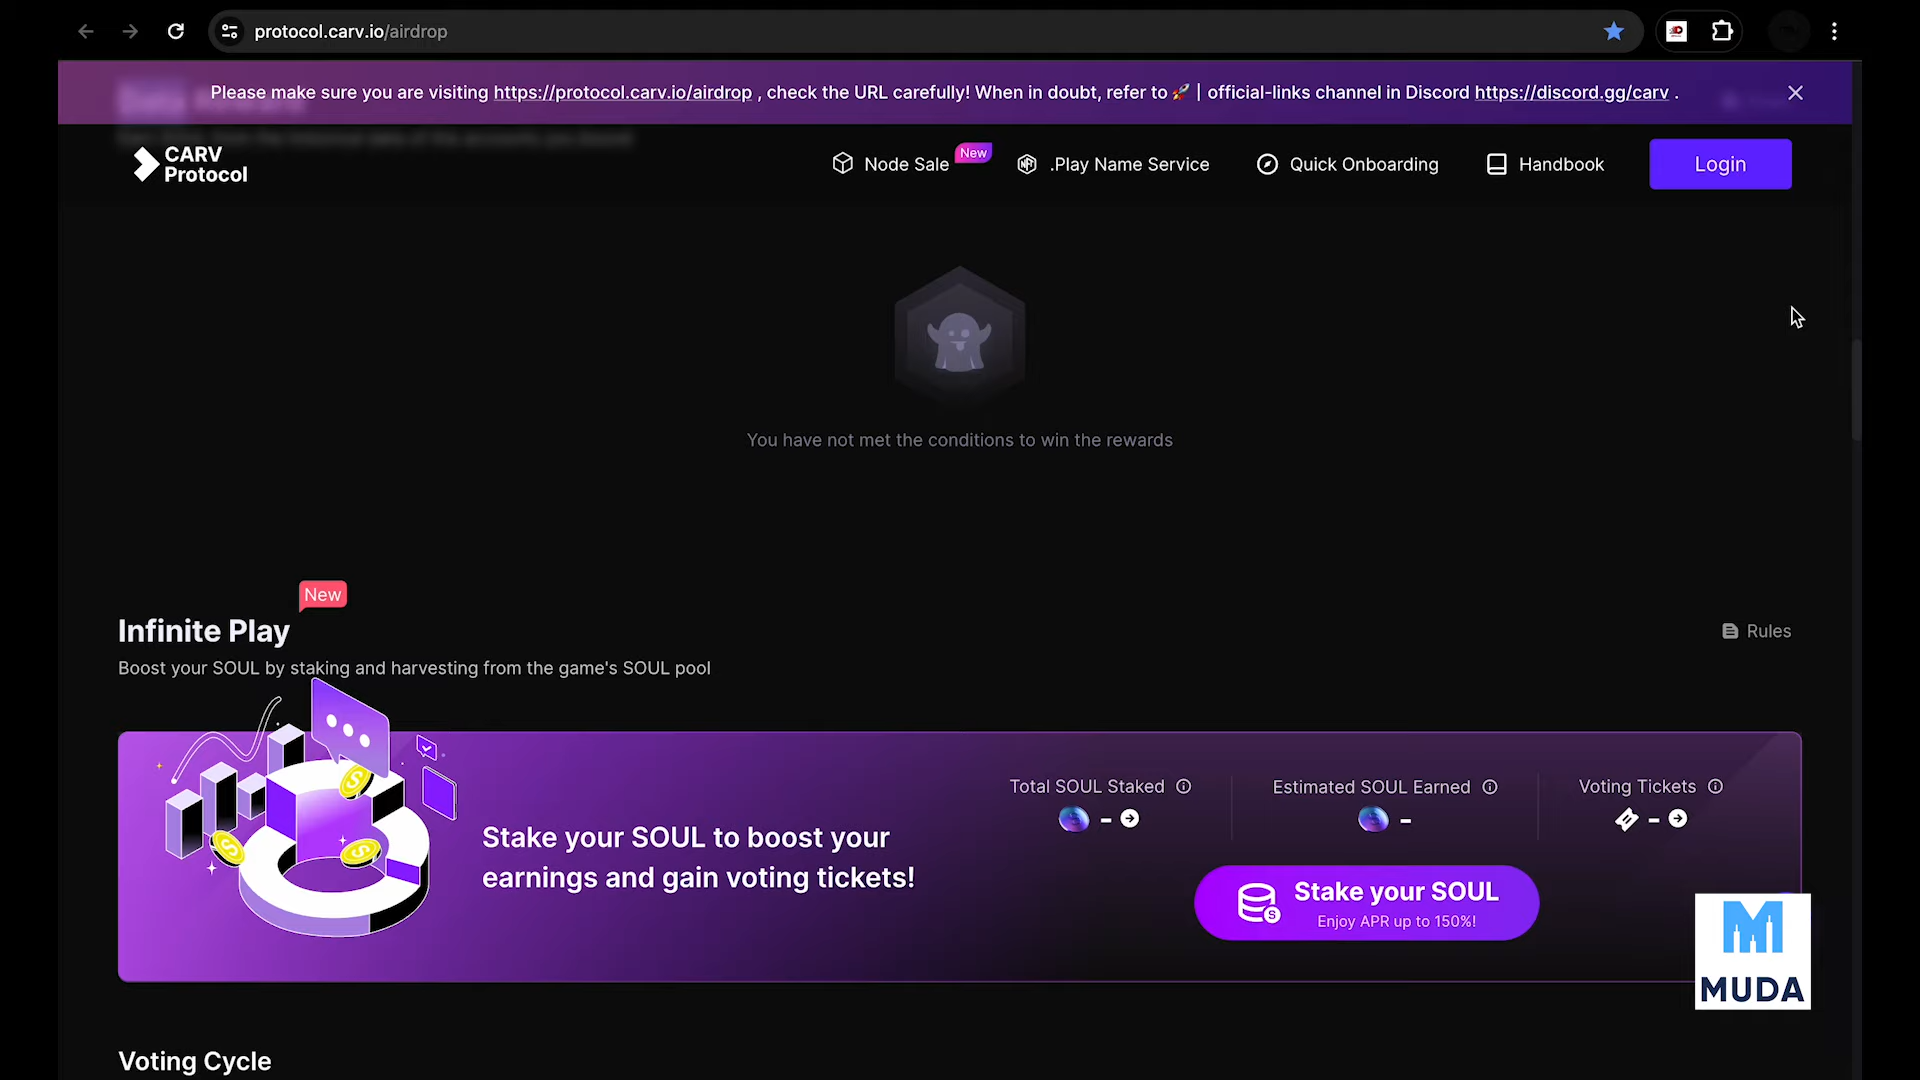 protocol.carv.io/airdrop
Please make sure you are visiting https://protocol.carv.io/airdrop , check the URL carefully! When in doubt, refer to 🚀 | official-links channel in Discord https://discord.gg/carv .
CARV
Protocol
Node Sale
New
.Play Name Service
Quick Onboarding
Handbook
Login
You have not met the conditions to win the rewards
New
Infinite Play
Rules
Boost your SOUL by staking and harvesting from the game's SOUL pool
Total SOUL Staked
Estimated SOUL Earned
Voting Tickets
-
-
-
Stake your SOUL to boost your
earnings and gain voting tickets!
Stake your SOUL
Enjoy APR up to 150%!
MUDA
Voting Cycle